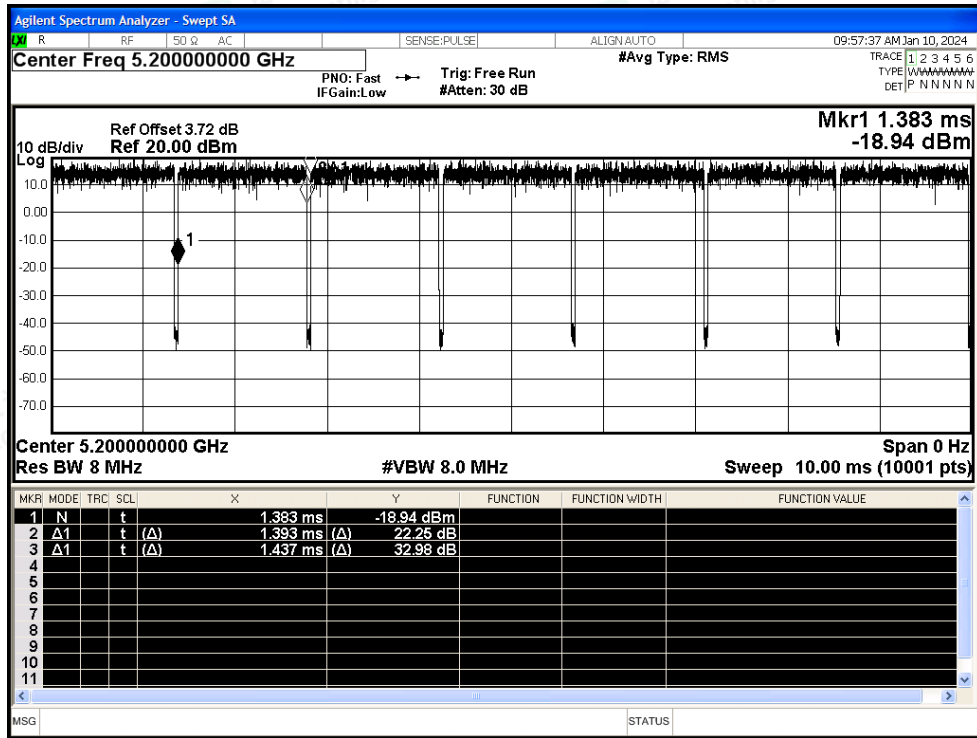 Agilent Spectrum Analyzer - Swept SA
LXI R RF 50 Ω AC SENSE:PULSE ALIGN AUTO 09:57:37 AM Jan 10, 2024
Center Freq 5.200000000 GHz
PNO: Fast
IFGain:Low
Trig: Free Run
#Atten: 30 dB
#Avg Type: RMS
TRACE 1 2 3 4 5 6
TYPE WWWWWW
DET P N N N N N
Ref Offset 3.72 dB
10 dB/div Ref 20.00 dBm
Log
Mkr1 1.383 ms
-18.94 dBm
10.0
0.00
-10.0
1
-20.0
-30.0
-40.0
-50.0
-60.0
-70.0
Center 5.200000000 GHz Span 0 Hz
Res BW 8 MHz #VBW 8.0 MHz Sweep 10.00 ms (10001 pts)
MKR MODE TRC SCL X Y FUNCTION FUNCTION WIDTH FUNCTION VALUE
1 N t 1.383 ms -18.94 dBm
2 Δ1 t (Δ) 1.393 ms (Δ) 22.25 dB
3 Δ1 t (Δ) 1.437 ms (Δ) 32.98 dB
4
5
6
7
8
9
10
11
MSG STATUS